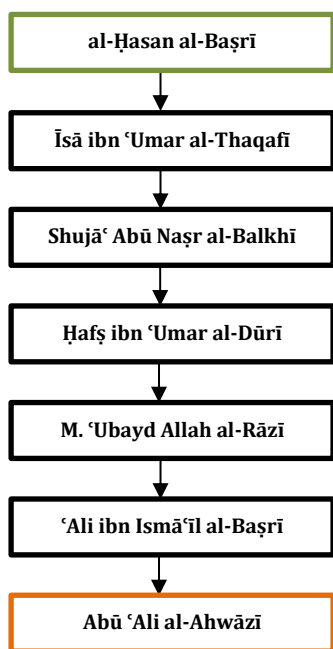 al-Ḥasan al-Baṣrī
Īsā ibn ʿUmar al-Thaqafī
Shujāʿ Abū Naṣr al-Balkhī
Ḥafṣ ibn ʿUmar al-Dūrī
M. ʿUbayd Allah al-Rāzī
ʿAli ibn Ismāʿīl al-Baṣrī
Abū ʿAli al-Ahwāzī